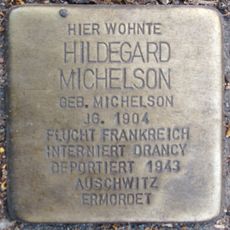 HIER WOHNTE
HILDEGARD
MICHELSON
GEB. MICHELSON
JG. 1904
FLUCHT FRANKREICH
INTERNIERT DRANCY
DEPORTIERT 1943
AUSCHWITZ
ERMORDET